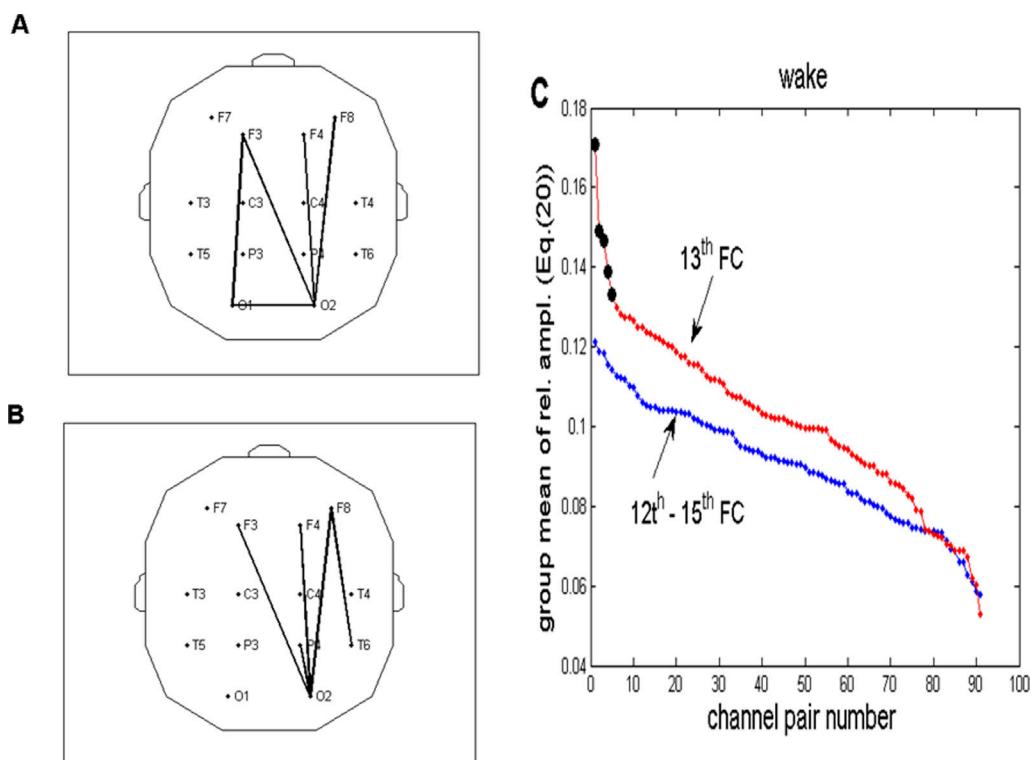 A
F7
F8
F3
F4
T3
C3
C4
T4
T5
P3
P4
T6
O1
O2
B
F7
F8
F3
F4
T3
C3
C4
T4
T5
P3
P4
T6
O1
O2
C
wake
group mean of rel. ampl. (Eq.(20))
0.18
0.16
0.14
0.12
0.1
0.08
0.06
0.04
13th FC
12th - 15th FC
0 10 20 30 40 50 60 70 80 90 100
channel pair number